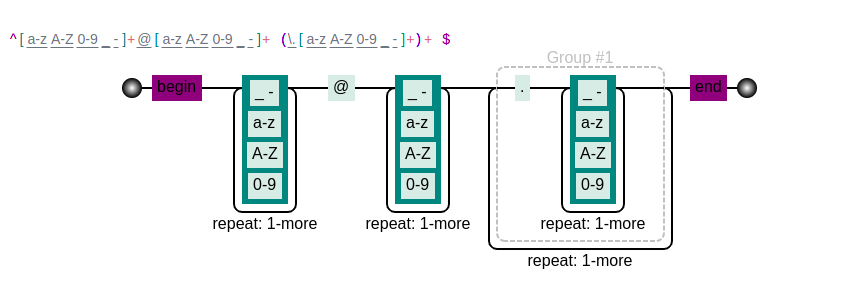 ^[a-z A-Z 0-9 _ -]+@[a-z A-Z 0-9 _ -]+ (\.[a-z A-Z 0-9 _ -]+)+ $
Group #1
begin _ - @ _ - . _ - end
a-z a-z a-z
A-Z A-Z A-Z
0-9 0-9 0-9
repeat: 1-more repeat: 1-more repeat: 1-more
repeat: 1-more